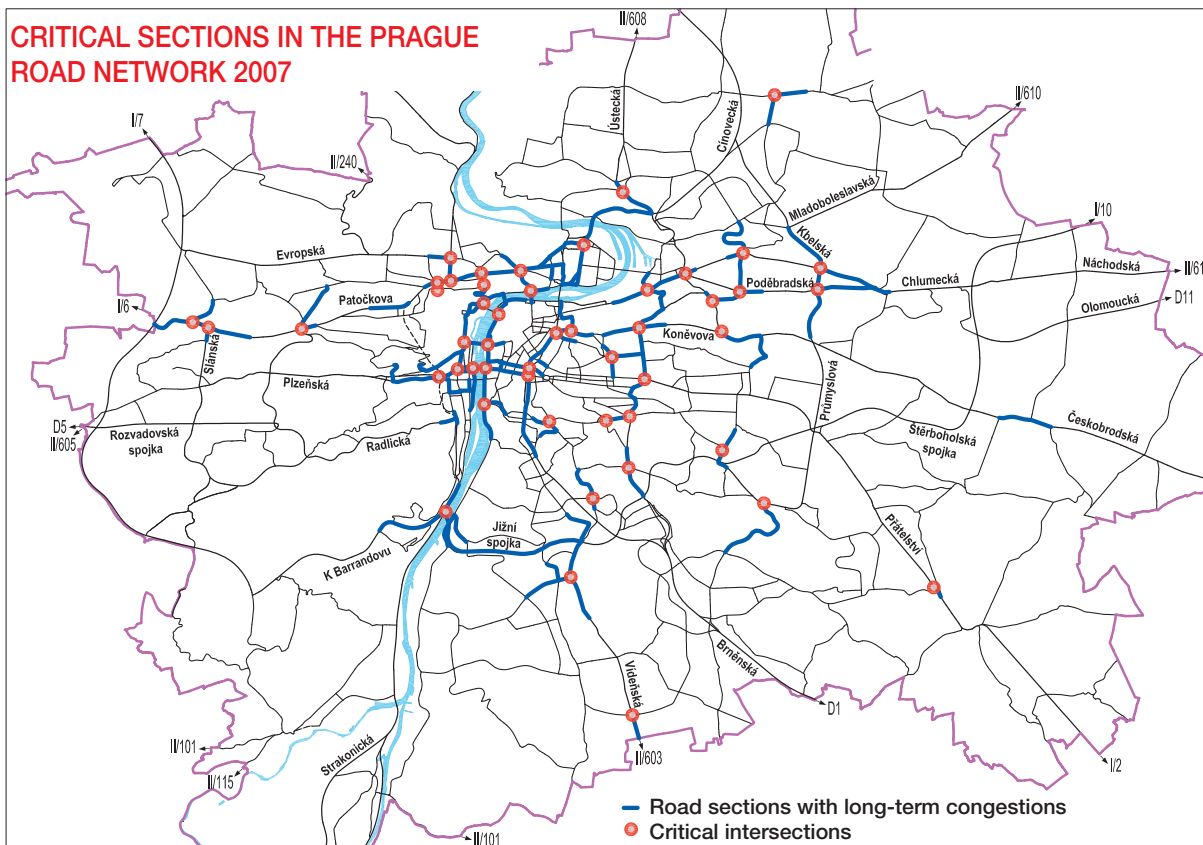 CRITICAL SECTIONS IN THE PRAGUE
ROAD NETWORK 2007
II/608
I/7
II/240
II/610
Ústecká
Cínovecká
Mladoboleslavská
I/10
Kbelská
Evropská
Náchodská
II/61
Chlumecká
Poděbradská
D11
Olomoucká
I/6
Patočkova
Slánská
Koněvova
Plzeňská
Průmyslová
D5
II/605
Rozvadovská
spojka
Radlická
Štěrboholská
spojka
Českobrodská
Jižní
spojka
K Barrandovu
Přátelství
Brněnská
Vídeňská
D1
II/101
Strakonická
II/603
II/115
I/2
II/101
Road sections with long-term congestions
Critical intersections